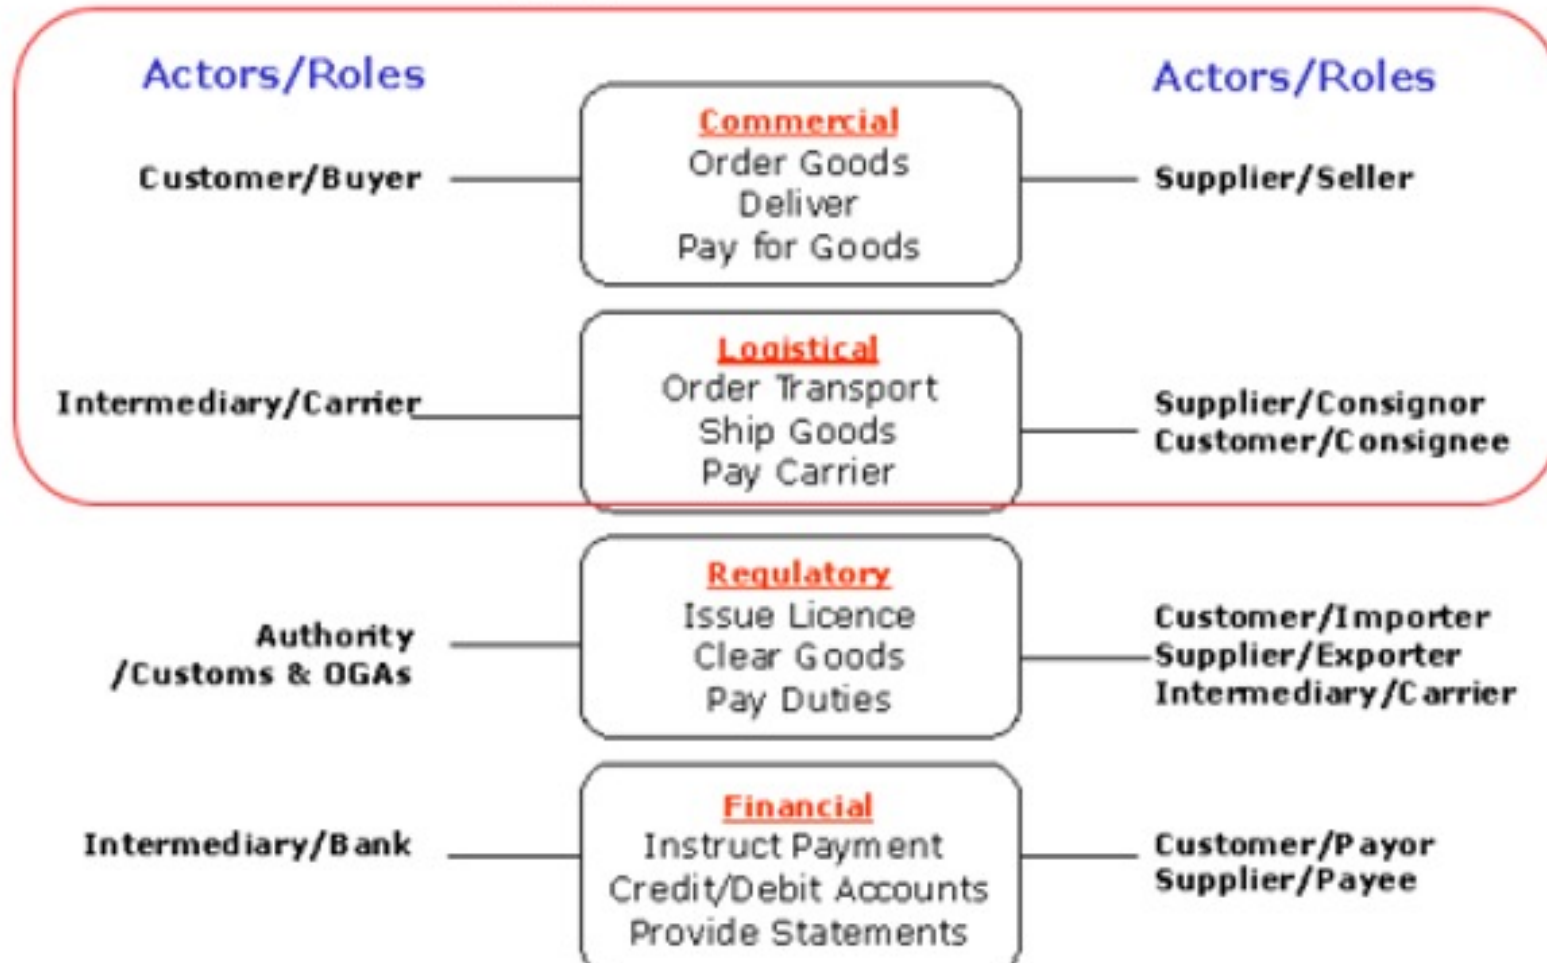 Actors/Roles
Actors/Roles
Commercial
Order Goods
Deliver
Pay for Goods
Customer/Buyer
Supplier/Seller
Logistical
Order Transport
Ship Goods
Pay Carrier
Intermediary/Carrier
Supplier/Consignor
Customer/Consignee
Regulatory
Issue Licence
Clear Goods
Pay Duties
Authority
/Customs & OGAs
Customer/Importer
Supplier/Exporter
Intermediary/Carrier
Financial
Instruct Payment
Credit/Debit Accounts
Provide Statements
Intermediary/Bank
Customer/Payor
Supplier/Payee